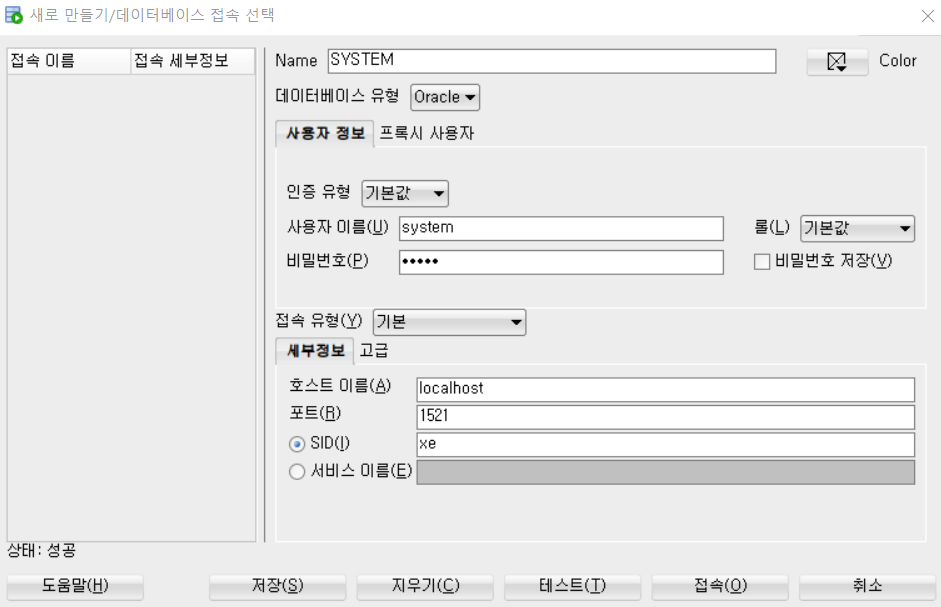 새로 만들기/데이터베이스 접속 선택
접속 이름 접속 세부정보
Name SYSTEM Color
데이터베이스 유형 Oracle
사용자 정보 프록시 사용자
인증 유형 기본값
사용자 이름(U) system 롤(L) 기본값
비밀번호(P) ••••• 비밀번호 저장(V)
접속 유형(Y) 기본
세부정보 고급
호스트 이름(A) localhost
포트(R) 1521
SID(I) xe
서비스 이름(E)
상태: 성공
도움말(H) 저장(S) 지우기(C) 테스트(T) 접속(O) 취소